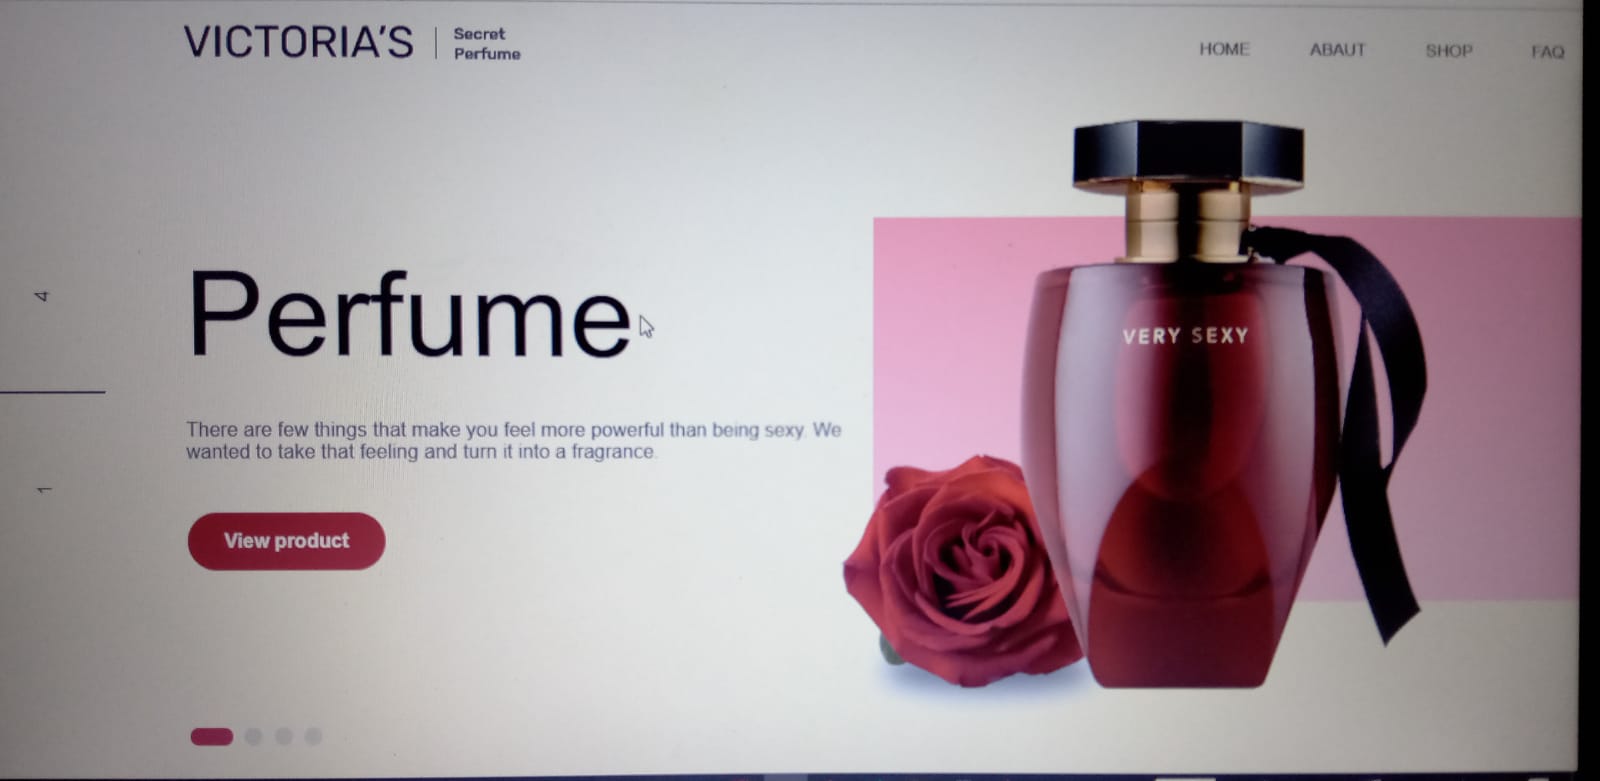 VICTORIA'S
Secret
Perfume
HOME
ABAUT
SHOP
FAQ
4
1
Perfume
There are few things that make you feel more powerful than being sexy. We
wanted to take that feeling and turn it into a fragrance.
View product
VERY SEXY